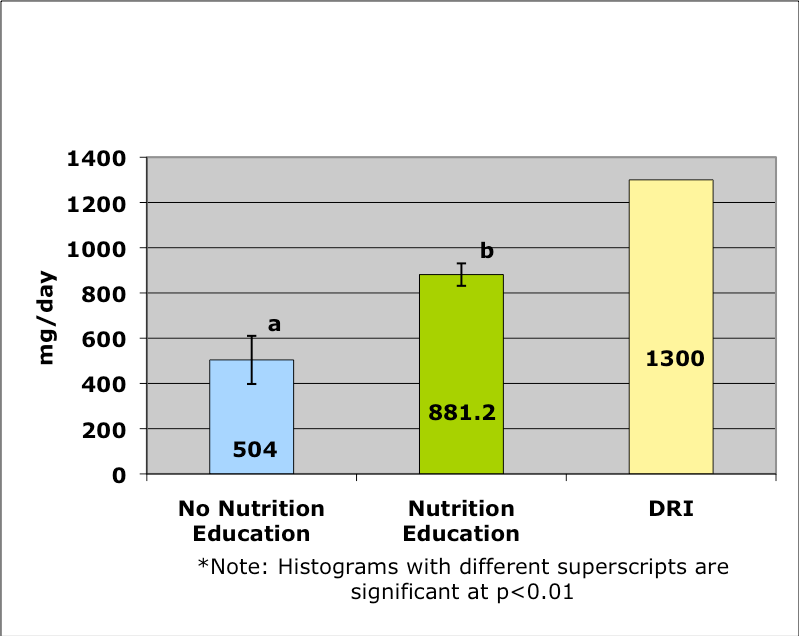 1400
1200
1000
800
600
400
200
0
mg/day
a
b
504
881.2
1300
No Nutrition
Education
Nutrition
Education
DRI
*Note: Histograms with different superscripts are
significant at p<0.01